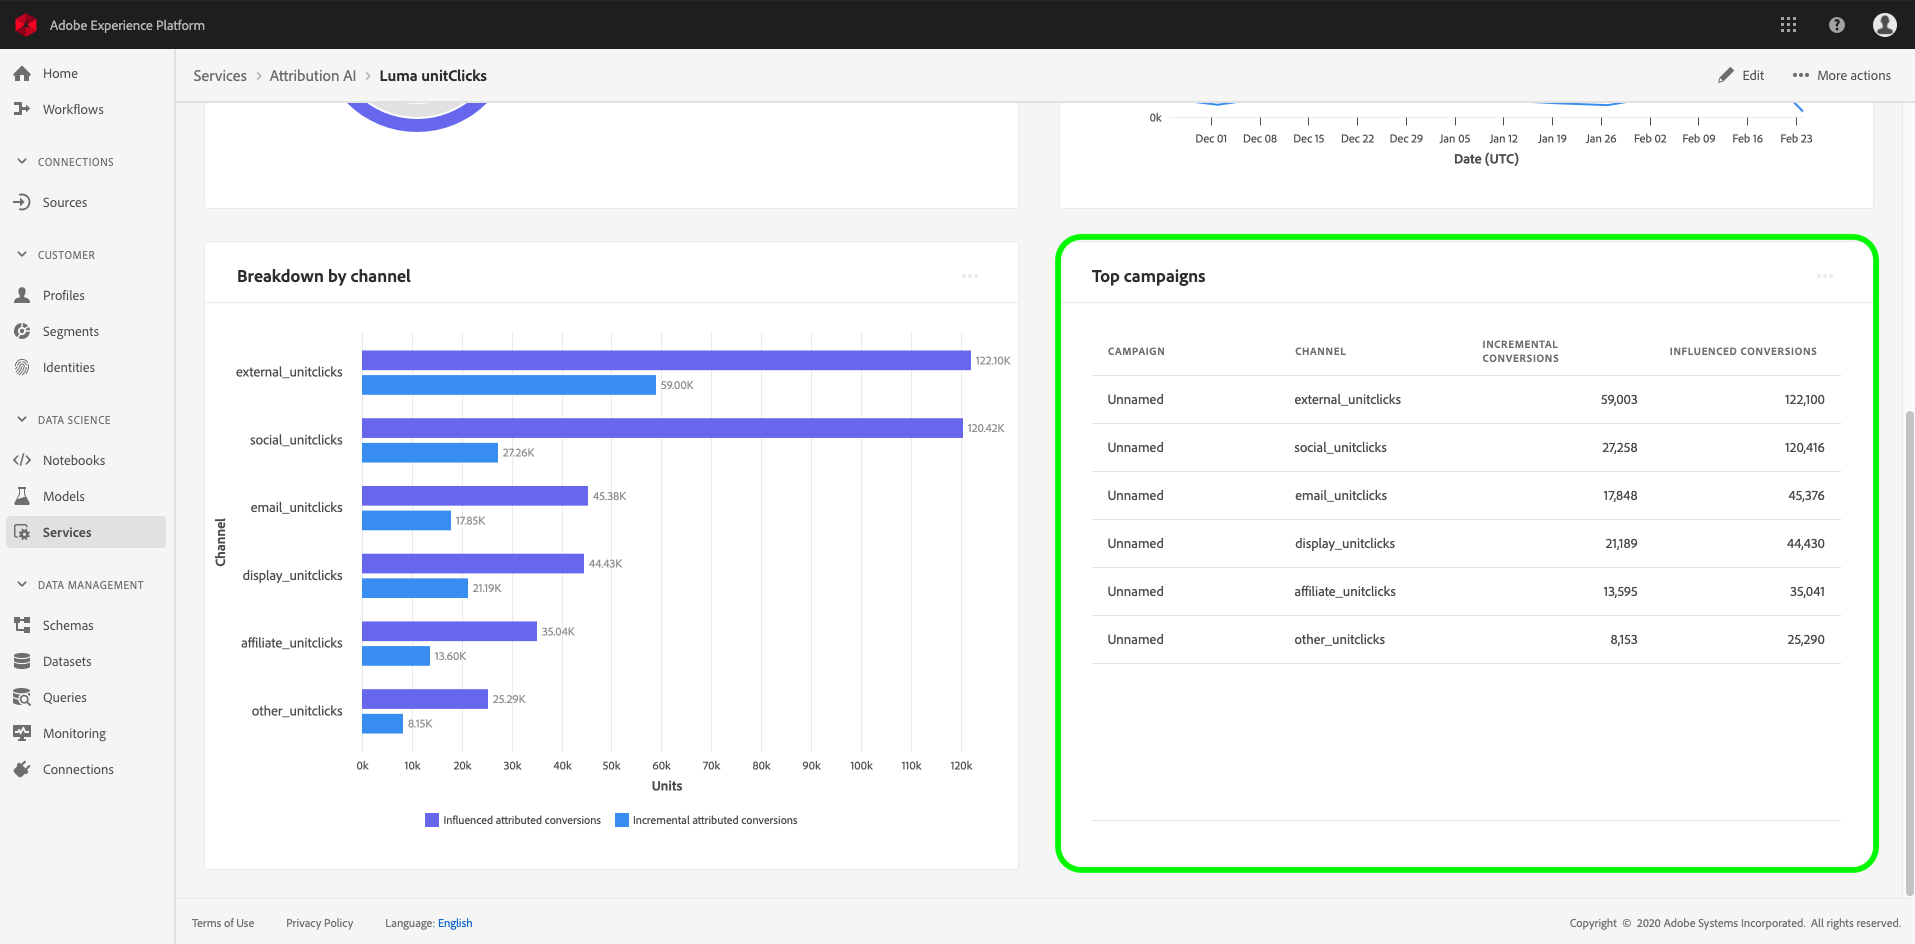 Adobe Experience Platform
Home
Workflows
CONNECTIONS
Sources
CUSTOMER
Profiles
Segments
Identities
DATA SCIENCE
Notebooks
Models
Services
DATA MANAGEMENT
Schemas
Datasets
Queries
Monitoring
Connections
Services > Attribution AI > Luma unitClicks
Edit
More actions
0k
Dec 01 Dec 08 Dec 15 Dec 22 Dec 29 Jan 05 Jan 12 Jan 19 Jan 26 Feb 02 Feb 09 Feb 16 Feb 23
Date (UTC)
Breakdown by channel
Channel
external_unitclicks 122.10K
59.00K
social_unitclicks 120.42K
27.26K
email_unitclicks 45.38K
17.85K
display_unitclicks 44.43K
21.19K
affiliate_unitclicks 35.04K
13.60K
other_unitclicks 25.29K
8.15K
0k 10k 20k 30k 40k 50k 60k 70k 80k 90k 100k 110k 120k
Units
Influenced attributed conversions Incremental attributed conversions
Top campaigns
CAMPAIGN CHANNEL INCREMENTAL CONVERSIONS INFLUENCED CONVERSIONS
Unnamed external_unitclicks 59,003 122,100
Unnamed social_unitclicks 27,258 120,416
Unnamed email_unitclicks 17,848 45,376
Unnamed display_unitclicks 21,189 44,430
Unnamed affiliate_unitclicks 13,595 35,041
Unnamed other_unitclicks 8,153 25,290
Terms of Use Privacy Policy Language: English
Copyright © 2020 Adobe Systems Incorporated. All rights reserved.